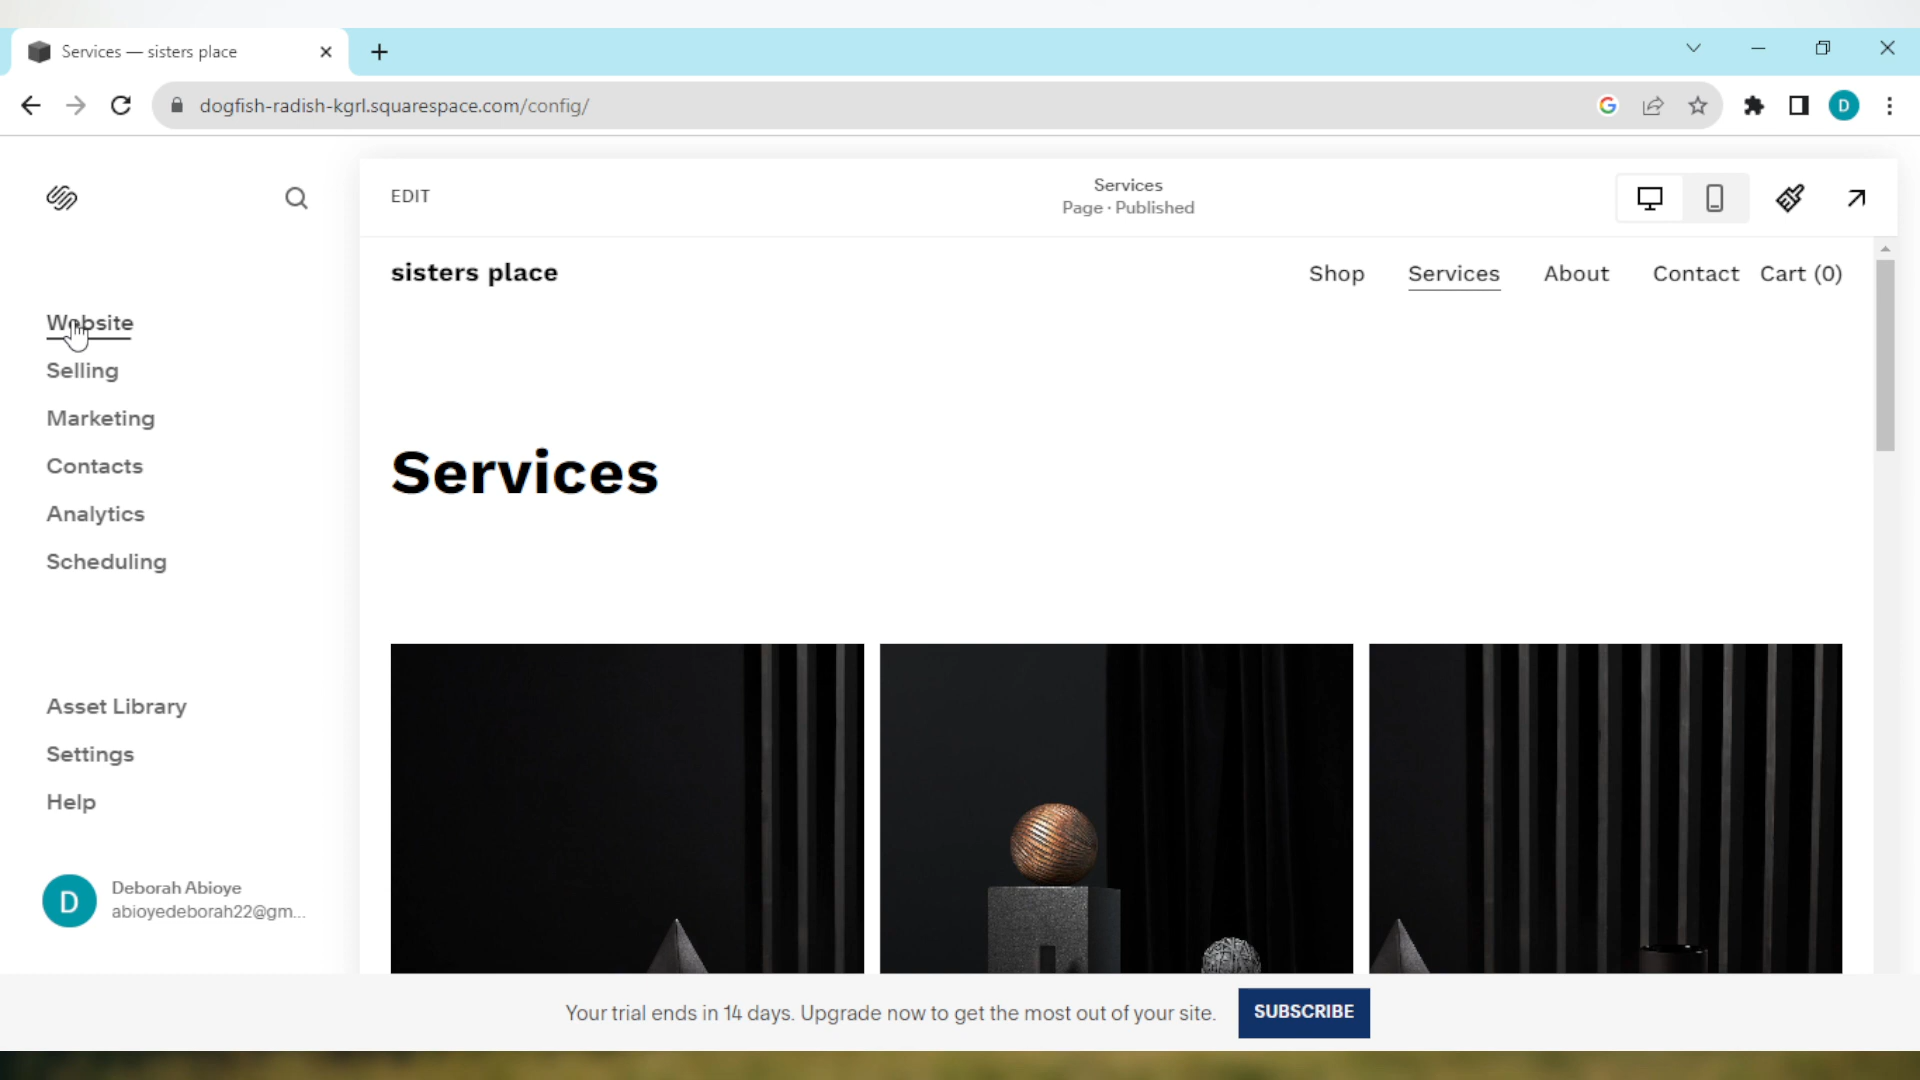 Services — sisters place
dogfish-radish-kgrl.squarespace.com/config/
G
D
EDIT
Services
Page · Published
sisters place
Shop
Services
About
Contact
Cart (0)
Website
Selling
Marketing
Contacts
Analytics
Scheduling
Services
Asset Library
Settings
Help
D
Deborah Abioye
abioyedeborah22@gm...
Your trial ends in 14 days. Upgrade now to get the most out of your site.
SUBSCRIBE